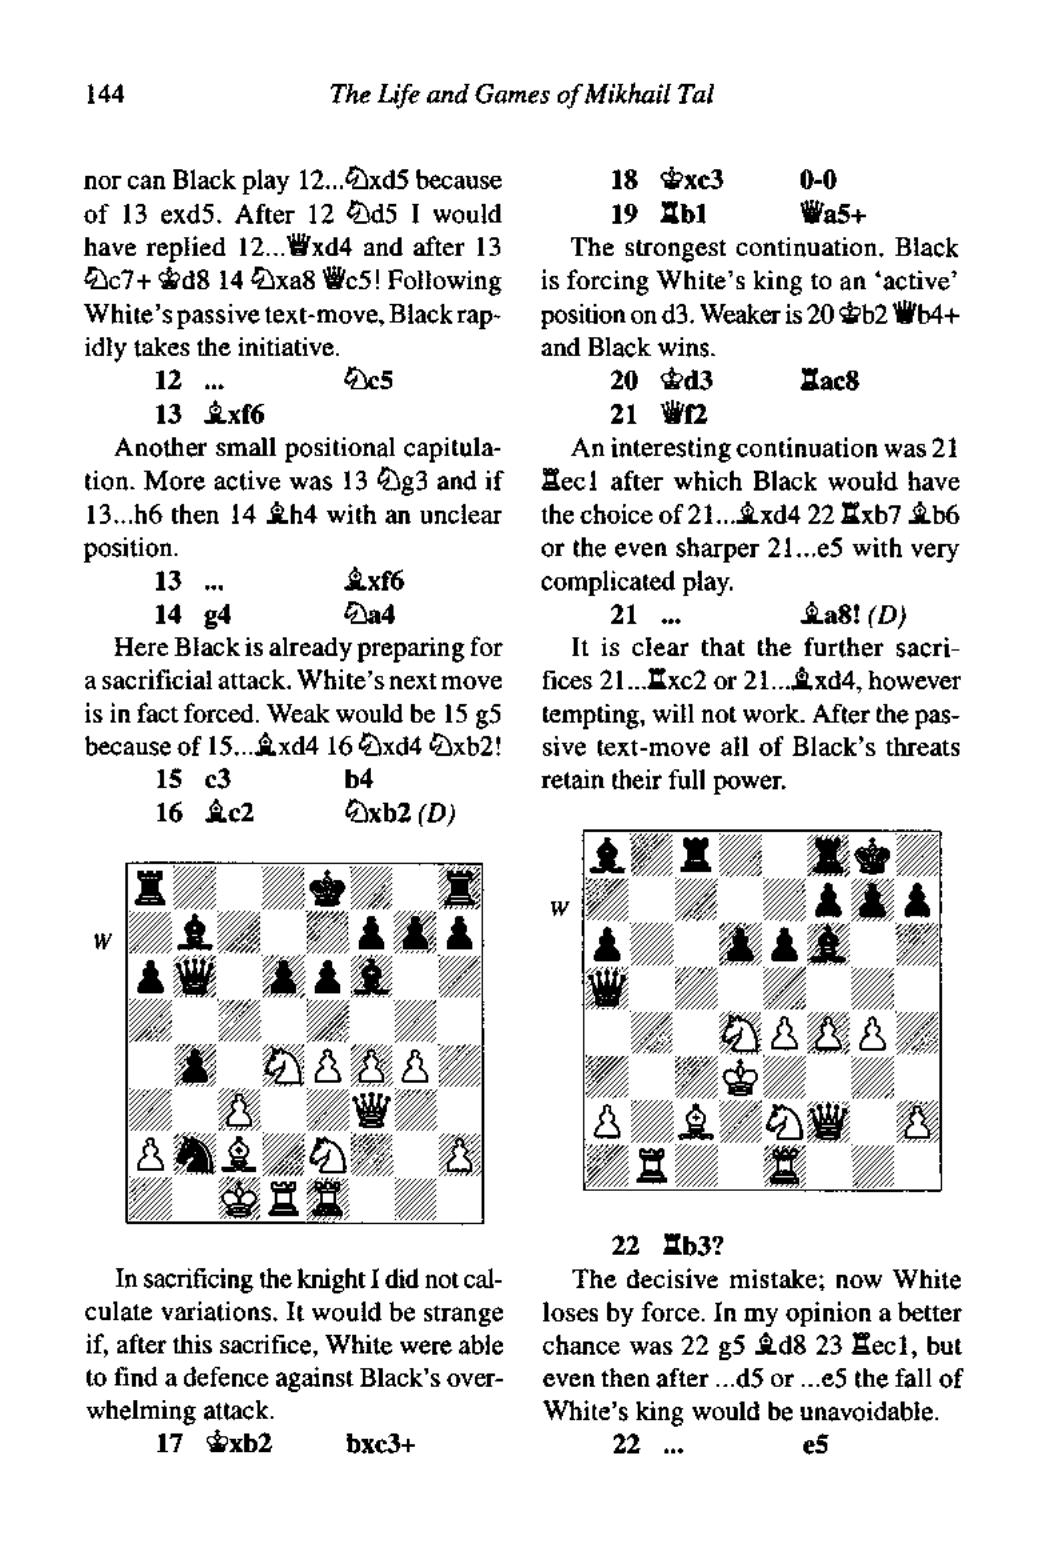 144
The Life and Games of Mikhail Tal
nor can Black play 12...♘xd5 because
of 13 exd5. After 12 ♘d5 I would
have replied 12...♕xd4 and after 13
♘c7+ ♔d8 14 ♘xa8 ♕c5! Following
White's passive text-move, Black rap-
idly takes the initiative.
12 ... ♘c5
13 ♗xf6
Another small positional capitula-
tion. More active was 13 ♘g3 and if
13...h6 then 14 ♗h4 with an unclear
position.
13 ... ♗xf6
14 g4 ♘a4
Here Black is already preparing for
a sacrificial attack. White's next move
is in fact forced. Weak would be 15 g5
because of 15...♗xd4 16 ♘xd4 ♘xb2!
15 c3 b4
16 ♗c2 ♘xb2 (D)
W
In sacrificing the knight I did not cal-
culate variations. It would be strange
if, after this sacrifice, White were able
to find a defence against Black's over-
whelming attack.
17 ♔xb2 bxc3+
18 ♔xc3 0-0
19 ♖b1 ♕a5+
The strongest continuation. Black
is forcing White's king to an 'active'
position on d3. Weaker is 20 ♔b2 ♕b4+
and Black wins.
20 ♔d3 ♖ac8
21 ♕f2
An interesting continuation was 21
♖ec1 after which Black would have
the choice of 21...♗xd4 22 ♖xb7 ♗b6
or the even sharper 21...e5 with very
complicated play.
21 ... ♗a8! (D)
It is clear that the further sacri-
fices 21...♖xc2 or 21...♗xd4, however
tempting, will not work. After the pas-
sive text-move all of Black's threats
retain their full power.
W
22 ♖b3?
The decisive mistake; now White
loses by force. In my opinion a better
chance was 22 g5 ♗d8 23 ♖ec1, but
even then after ...d5 or ...e5 the fall of
White's king would be unavoidable.
22 ... e5